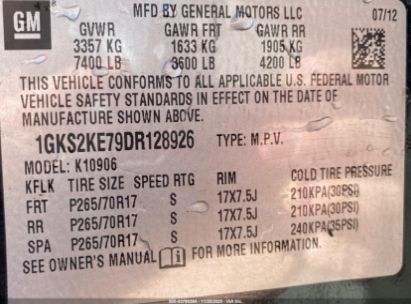 GM
MFD BY GENERAL MOTORS LLC 07/12
GVWR GAWR FRT GAWR RR
3357 KG 1633 KG 1905 KG
7400 LB 3600 LB 4200 LB
THIS VEHICLE CONFORMS TO ALL APPLICABLE U.S. FEDERAL MOTOR
VEHICLE SAFETY STANDARDS IN EFFECT ON THE DATE OF
MANUFACTURE SHOWN ABOVE.
1GKS2KE79DR128926 TYPE: M.P.V.
MODEL: K10906
KFLK TIRE SIZE SPEED RTG RIM COLD TIRE PRESSURE
FRT P265/70R17 S 17X7.5J 210KPA(30PSI)
RR P265/70R17 S 17X7.5J 210KPA(30PSI)
SPA P265/70R17 S 17X7.5J 240KPA(35PSI)
SEE OWNER'S MANUAL FOR MORE INFORMATION